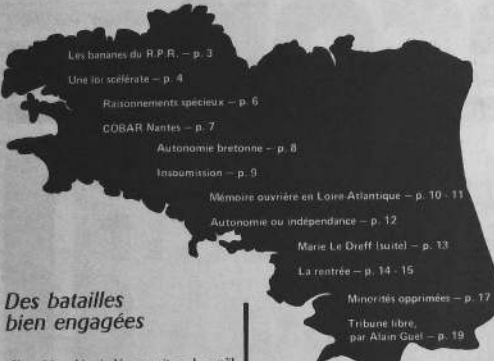 Les bananes du R.P.R. – p. 3
Une loi scélérate – p. 4
Raisonnements spécieux – p. 6
COBAR Nantes – p. 7
Autonomie bretonne – p. 8
Insoumission – p. 9
Mémoire ouvrière en Loire-Atlantique – p. 10 - 11
Autonomie ou indépendance – p. 12
Marie Le Dreff (suite) – p. 13
La rentrée – p. 14 - 15
Minorités opprimées – p. 17
Tribune libre,
par Alain Guel – p. 19
Des batailles
bien engagées